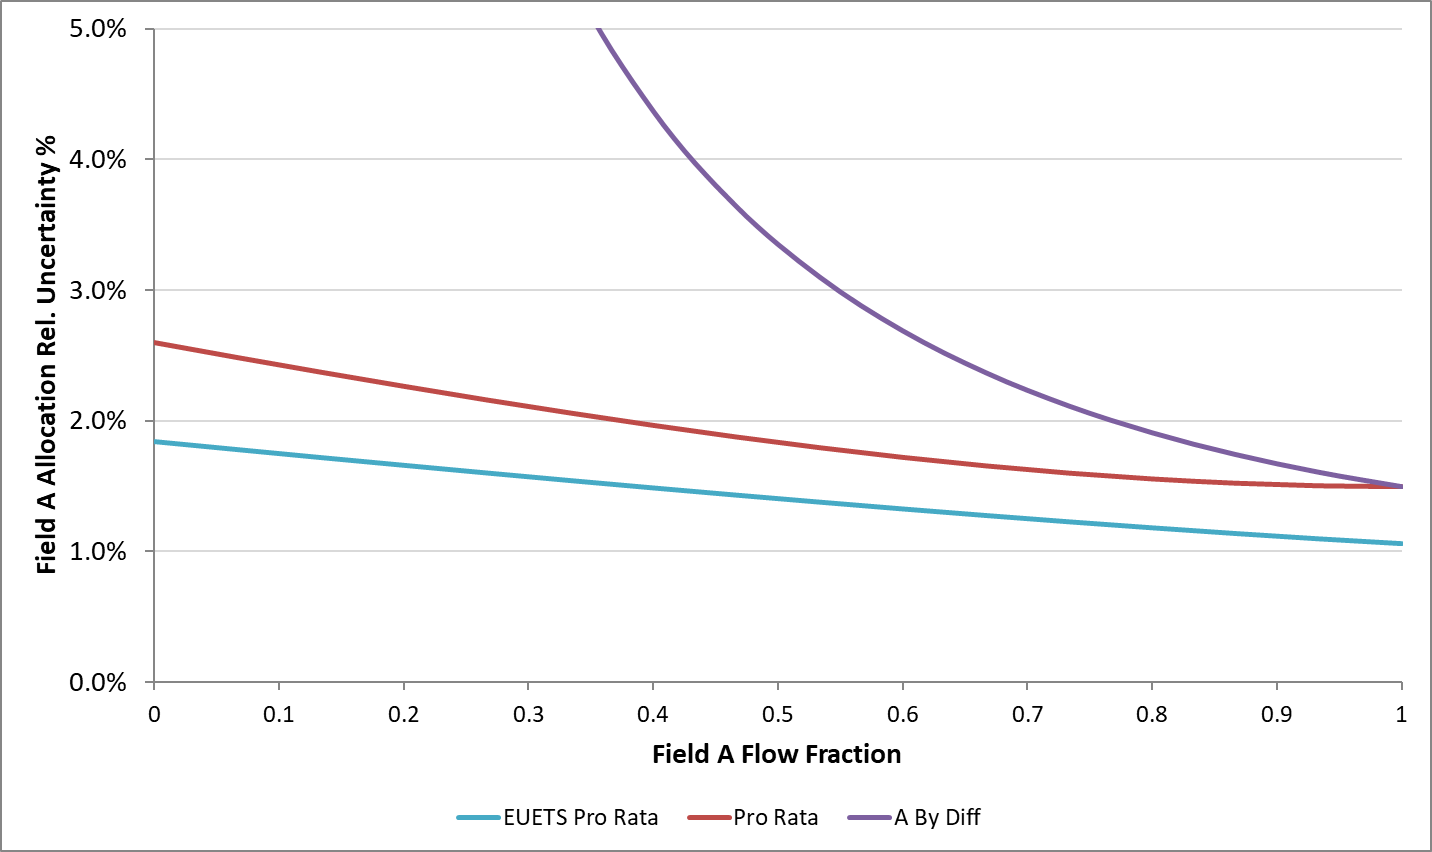 5.0%
4.0%
3.0%
2.0%
1.0%
0.0%
Field A Allocation Rel. Uncertainty %
0 0.1 0.2 0.3 0.4 0.5 0.6 0.7 0.8 0.9 1
Field A Flow Fraction
EUETS Pro Rata Pro Rata A By Diff